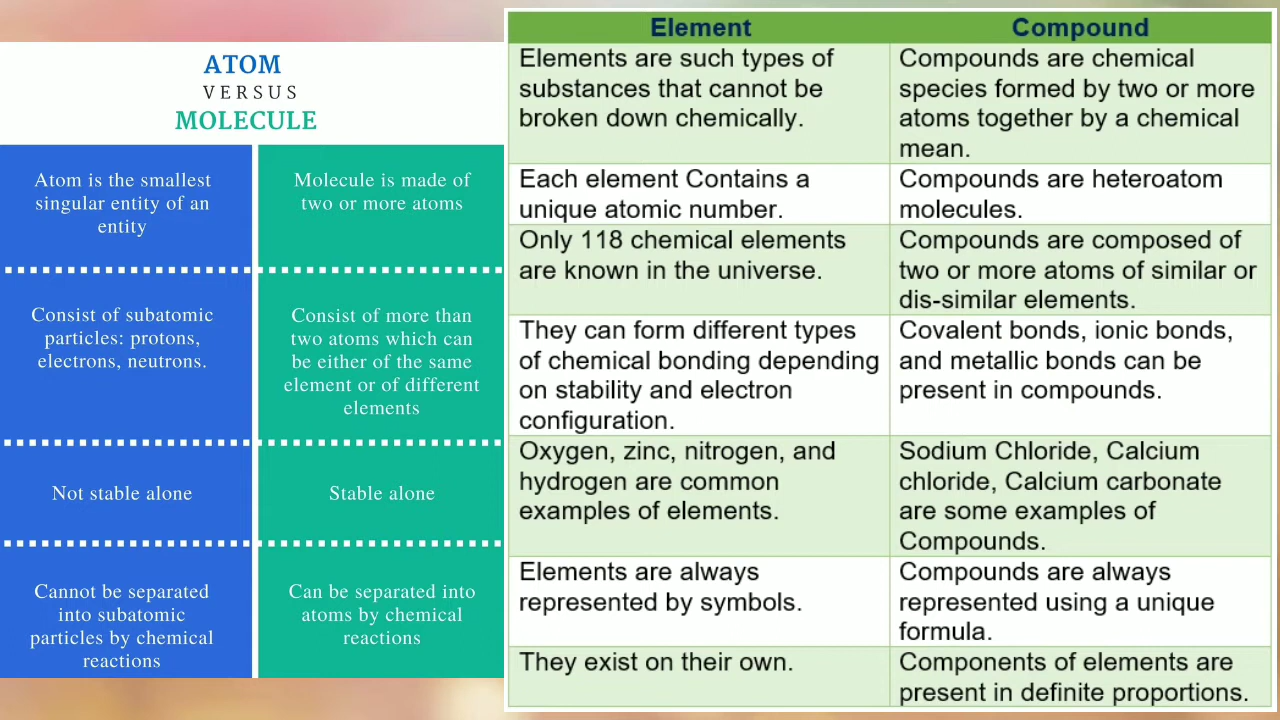 ATOM
VERSUS
MOLECULE
Atom is the smallest
singular entity of an
entity
Molecule is made of
two or more atoms
Consist of subatomic
particles: protons,
electrons, neutrons.
Consist of more than
two atoms which can
be either of the same
element or of different
elements
Not stable alone
Stable alone
Cannot be separated
into subatomic
particles by chemical
reactions
Can be separated into
atoms by chemical
reactions
Element
Compound
Elements are such types of
substances that cannot be
broken down chemically.
Compounds are chemical
species formed by two or more
atoms together by a chemical
mean.
Each element Contains a
unique atomic number.
Compounds are heteroatom
molecules.
Only 118 chemical elements
are known in the universe.
Compounds are composed of
two or more atoms of similar or
dis-similar elements.
They can form different types
of chemical bonding depending
on stability and electron
configuration.
Covalent bonds, ionic bonds,
and metallic bonds can be
present in compounds.
Oxygen, zinc, nitrogen, and
hydrogen are common
examples of elements.
Sodium Chloride, Calcium
chloride, Calcium carbonate
are some examples of
Compounds.
Elements are always
represented by symbols.
Compounds are always
represented using a unique
formula.
They exist on their own.
Components of elements are
present in definite proportions.